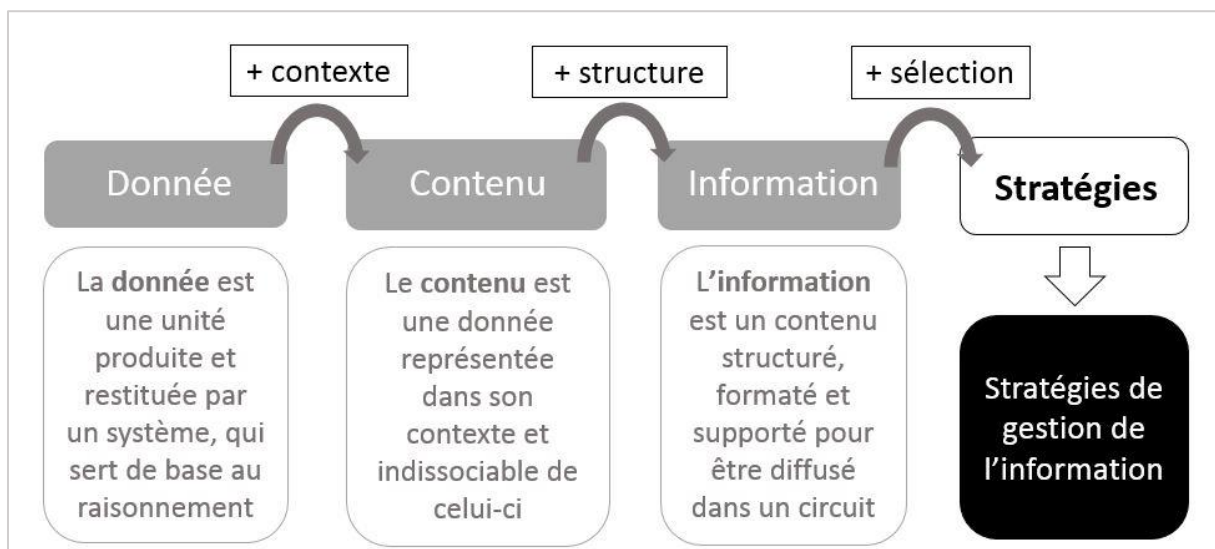 + contexte
+ structure
+ sélection
Donnée
Contenu
Information
Stratégies
La donnée est
une unité
produite et
restituée par
un système, qui
sert de base au
raisonnement
Le contenu est
une donnée
représentée
dans son
contexte et
indissociable de
celui-ci
L’information
est un contenu
structuré,
formaté et
supporté pour
être diffusé
dans un circuit
Stratégies de
gestion de
l’information